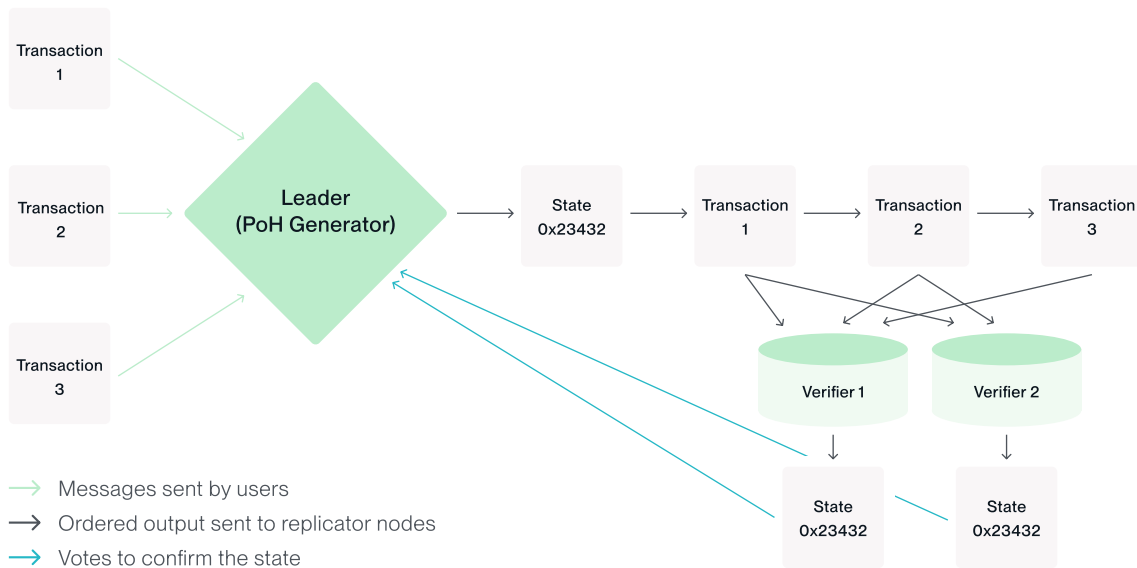 Transaction
1
Transaction
2
Transaction
3
Leader
(PoH Generator)
State
0x23432
Transaction
1
Transaction
2
Transaction
3
Verifier 1
Verifier 2
State
0x23432
State
0x23432
Messages sent by users
Ordered output sent to replicator nodes
Votes to confirm the state